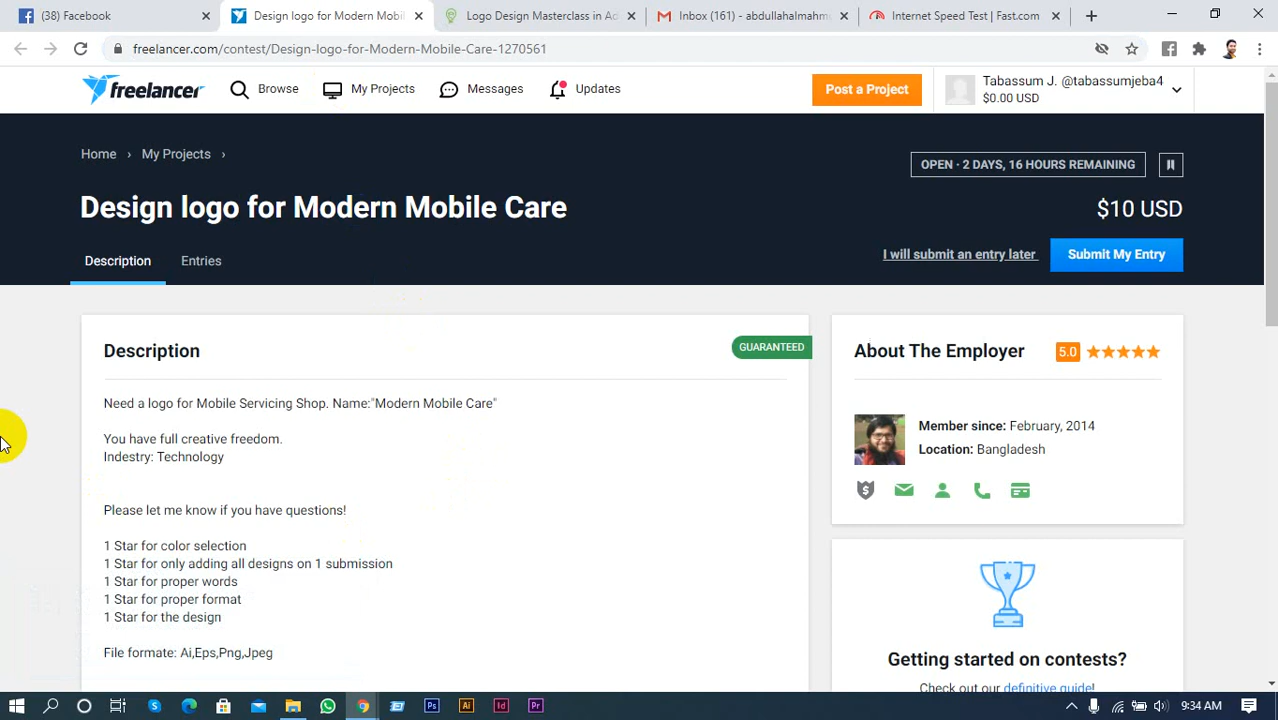 (38) Facebook
Design logo for Modern Mobil
Logo Design Masterclass in Ad
Inbox (161) - abdullahalmahm
Internet Speed Test | Fast.com
freelancer.com/contest/Design-logo-for-Modern-Mobile-Care-1270561
freelancer
Browse
My Projects
Messages
Updates
Post a Project
Tabassum J. @tabassumjeba4
$0.00 USD
Home › My Projects ›
OPEN · 2 DAYS, 16 HOURS REMAINING
Design logo for Modern Mobile Care
$10 USD
Description
Entries
I will submit an entry later
Submit My Entry
Description
GUARANTEED
Need a logo for Mobile Servicing Shop. Name:"Modern Mobile Care"
You have full creative freedom.
Indestry: Technology
Please let me know if you have questions!
1 Star for color selection
1 Star for only adding all designs on 1 submission
1 Star for proper words
1 Star for proper format
1 Star for the design
File formate: Ai,Eps,Png,Jpeg
About The Employer
5.0
Member since: February, 2014
Location: Bangladesh
Getting started on contests?
Check out our definitive guide!
Ps
Ai
Id
Pr
9:34 AM